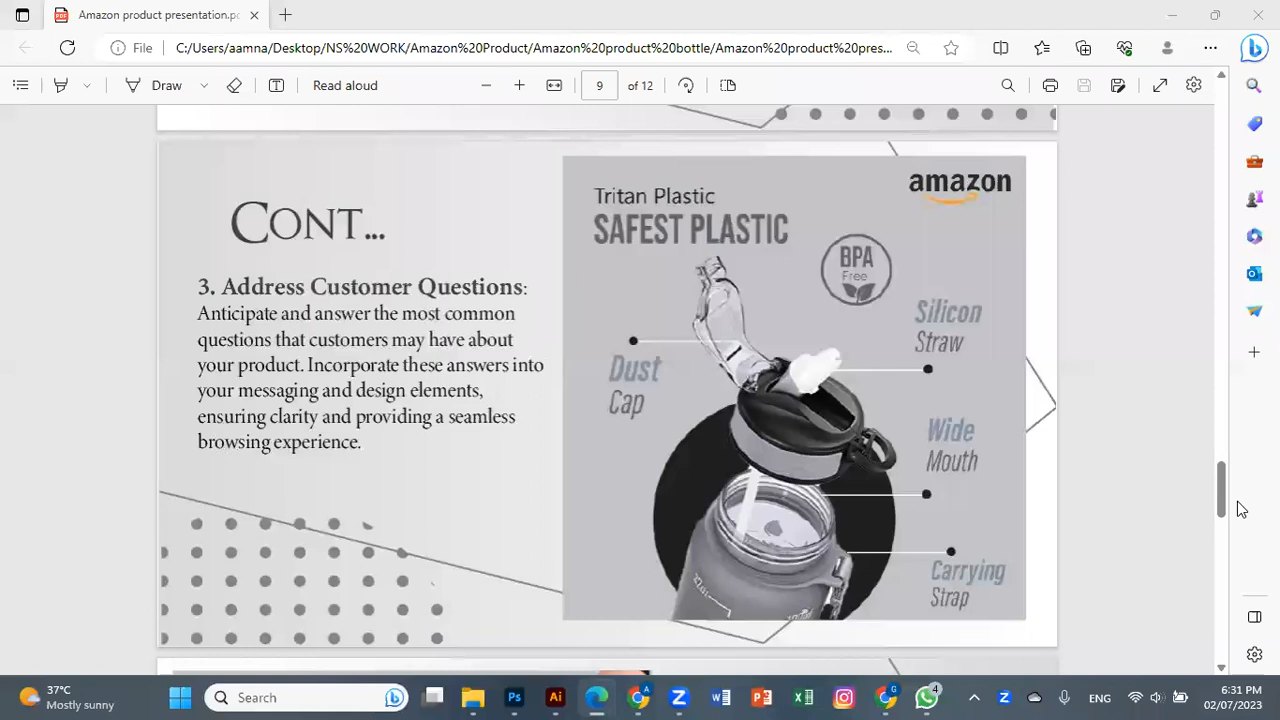 Amazon product presentation.pc
File
C:/Users/aamna/Desktop/NS%20WORK/Amazon%20Product/Amazon%20product%20bottle/Amazon%20product%20pres...
Draw
Read aloud
9
of 12
CONT...
3. Address Customer Questions:
Anticipate and answer the most common
questions that customers may have about
your product. Incorporate these answers into
your messaging and design elements,
ensuring clarity and providing a seamless
browsing experience.
amazon
Tritan Plastic
SAFEST PLASTIC
BPA
Free
Silicon
Straw
Dust
Cap
Wide
Mouth
Carrying
Strap
37°C
Mostly sunny
Search
ENG
6:31 PM
02/07/2023